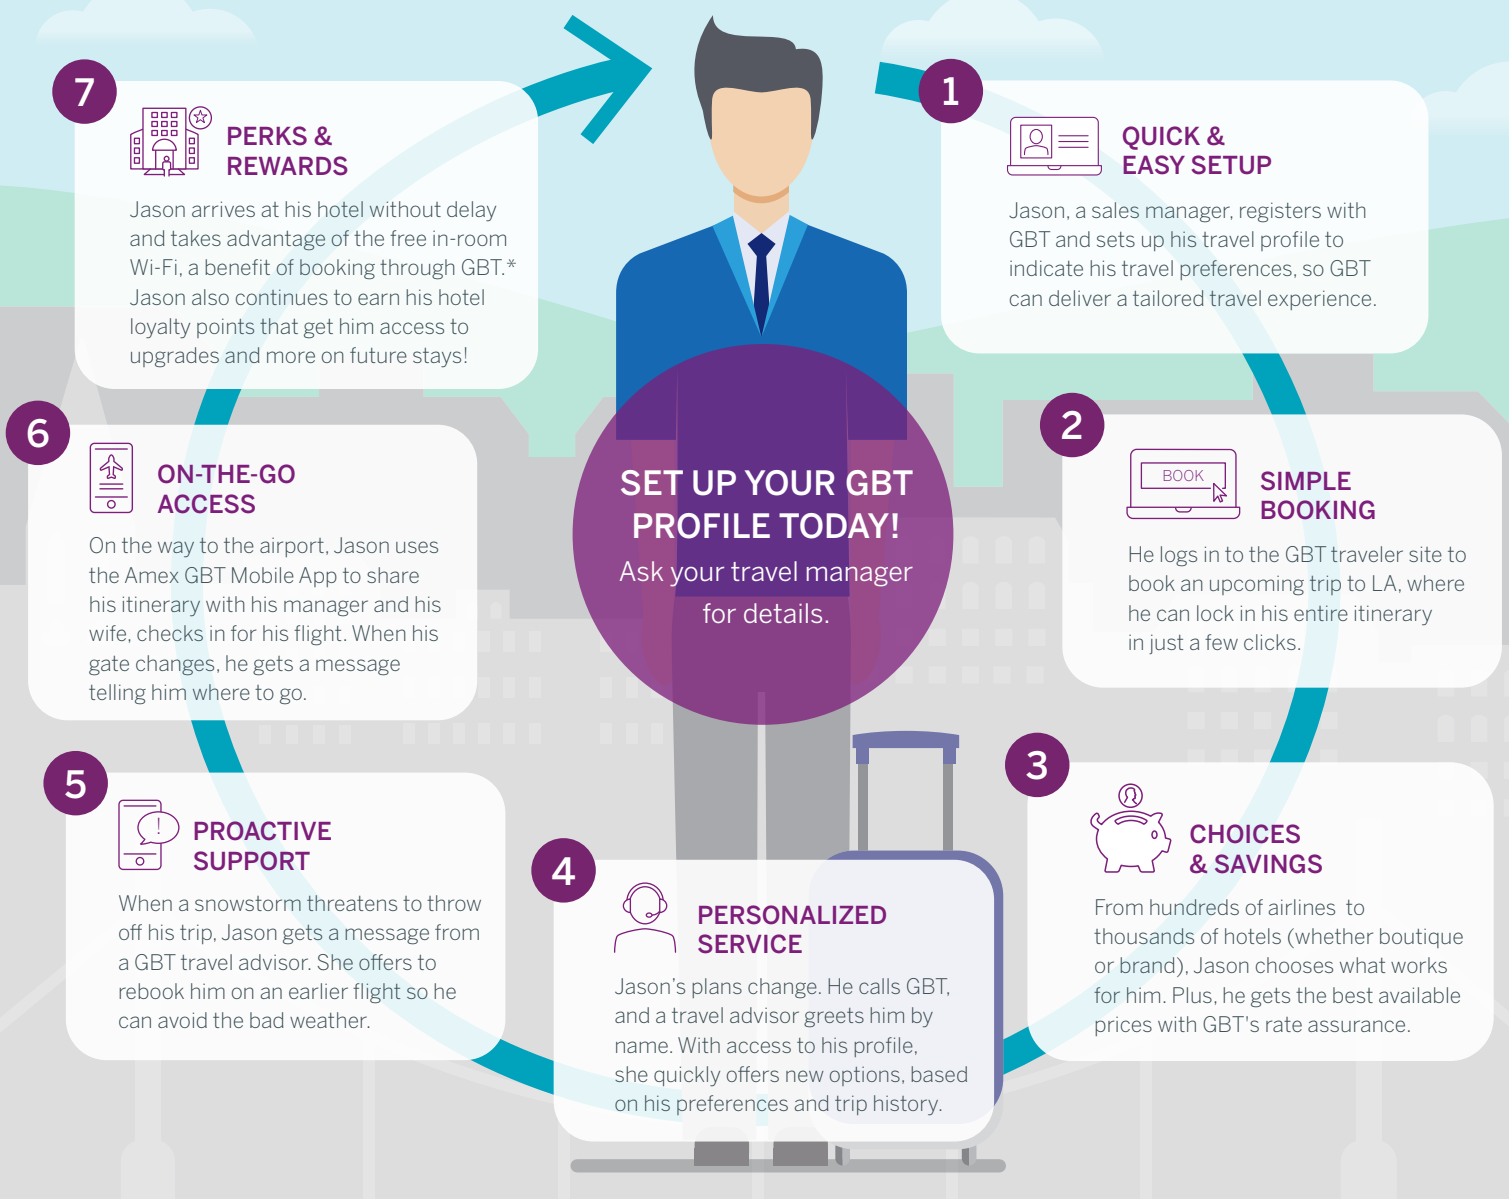 1
QUICK &
EASY SETUP
Jason, a sales manager, registers with
GBT and sets up his travel profile to
indicate his travel preferences, so GBT
can deliver a tailored travel experience.
2
BOOK
SIMPLE
BOOKING
He logs in to the GBT traveler site to
book an upcoming trip to LA, where
he can lock in his entire itinerary
in just a few clicks.
3
CHOICES
& SAVINGS
From hundreds of airlines to
thousands of hotels (whether boutique
or brand), Jason chooses what works
for him. Plus, he gets the best available
prices with GBT's rate assurance.
4
PERSONALIZED
SERVICE
Jason's plans change. He calls GBT,
and a travel advisor greets him by
name. With access to his profile,
she quickly offers new options, based
on his preferences and trip history.
5
!
PROACTIVE
SUPPORT
When a snowstorm threatens to throw
off his trip, Jason gets a message from
a GBT travel advisor. She offers to
rebook him on an earlier flight so he
can avoid the bad weather.
6
ON-THE-GO
ACCESS
On the way to the airport, Jason uses
the Amex GBT Mobile App to share
his itinerary with his manager and his
wife, checks in for his flight. When his
gate changes, he gets a message
telling him where to go.
7
PERKS &
REWARDS
Jason arrives at his hotel without delay
and takes advantage of the free in-room
Wi-Fi, a benefit of booking through GBT.*
Jason also continues to earn his hotel
loyalty points that get him access to
upgrades and more on future stays!
SET UP YOUR GBT
PROFILE TODAY!
Ask your travel manager
for details.